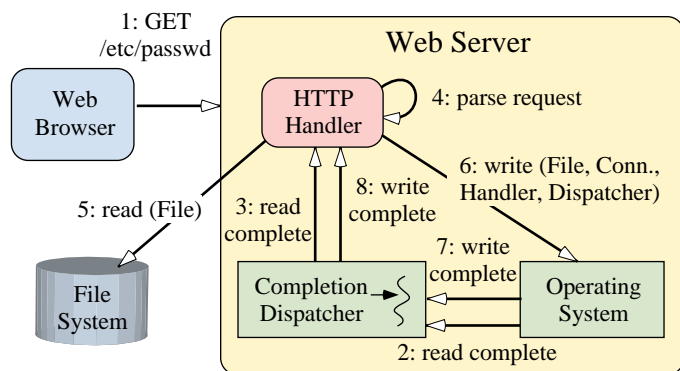 1: GET
/etc/passwd
Web Server
Web
Browser
HTTP
Handler
4: parse request
6: write (File, Conn.,
Handler, Dispatcher)
5: read (File)
3: read
complete
8: write
complete
7: write
complete
File
System
Completion
Dispatcher
Operating
System
2: read complete